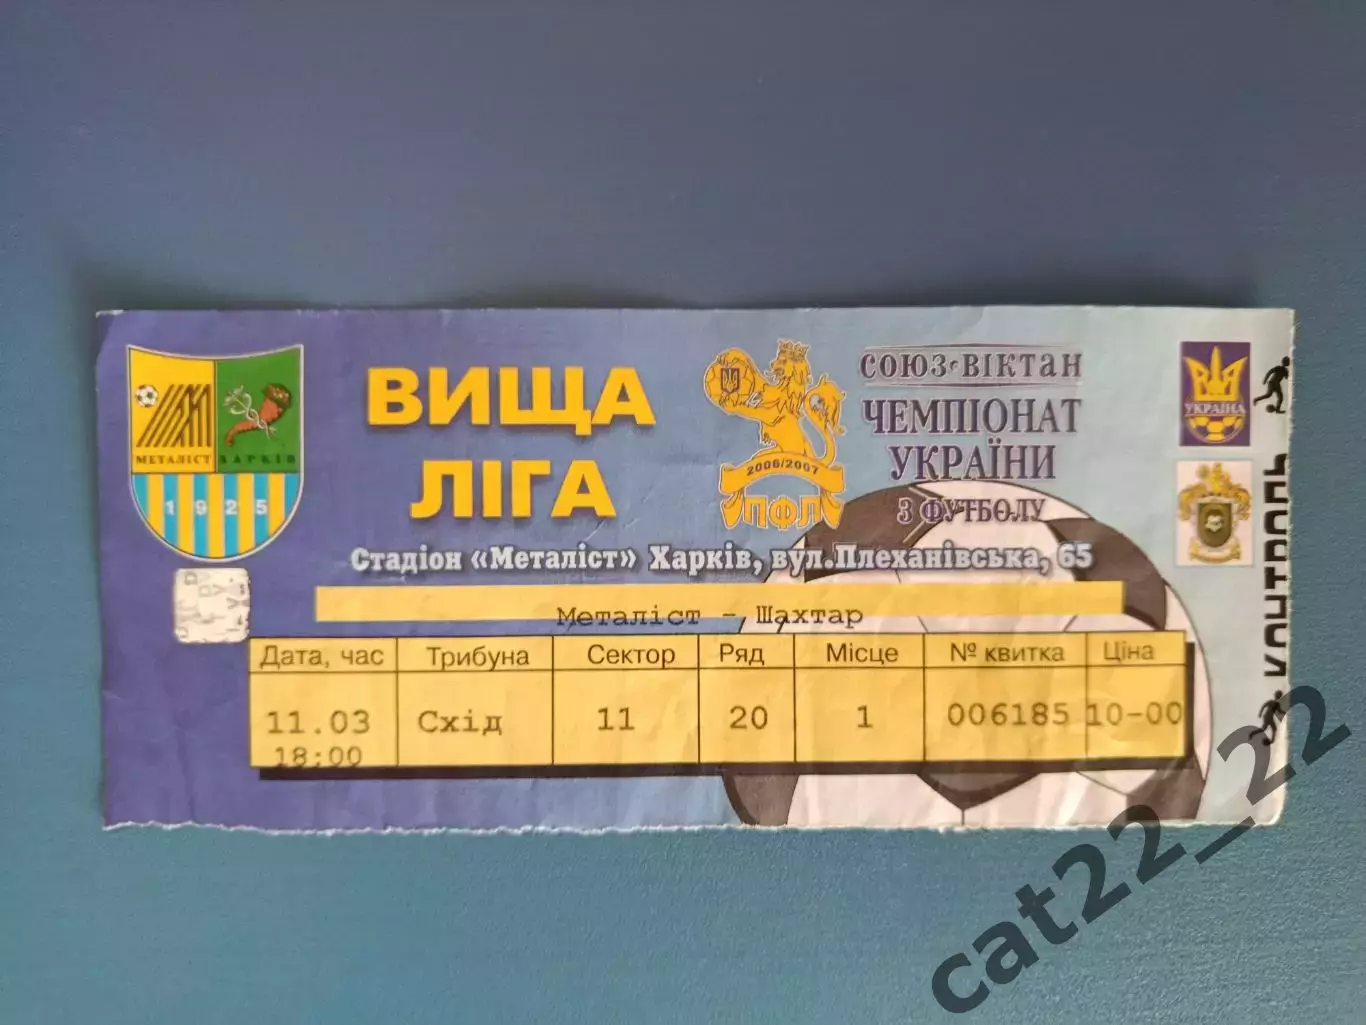 МЕТАЛІСТ ХАРКІВ
1925
ВИЩА
ЛІГА
2006/2007
ПФЛ
СОЮЗ-ВІКТАН
ЧЕМПІОНАТ
УКРАЇНИ
З ФУТБОЛУ
УКРАЇНА
КОНТРОЛЬ
Стадіон «Металіст» Харків, вул.Плеханівська, 65
Металіст - Шахтар
Дата, час Трибуна Сектор Ряд Місце № квитка Ціна
11.03 Схід 11 20 1 006185 10-00
18:00
cat22_22